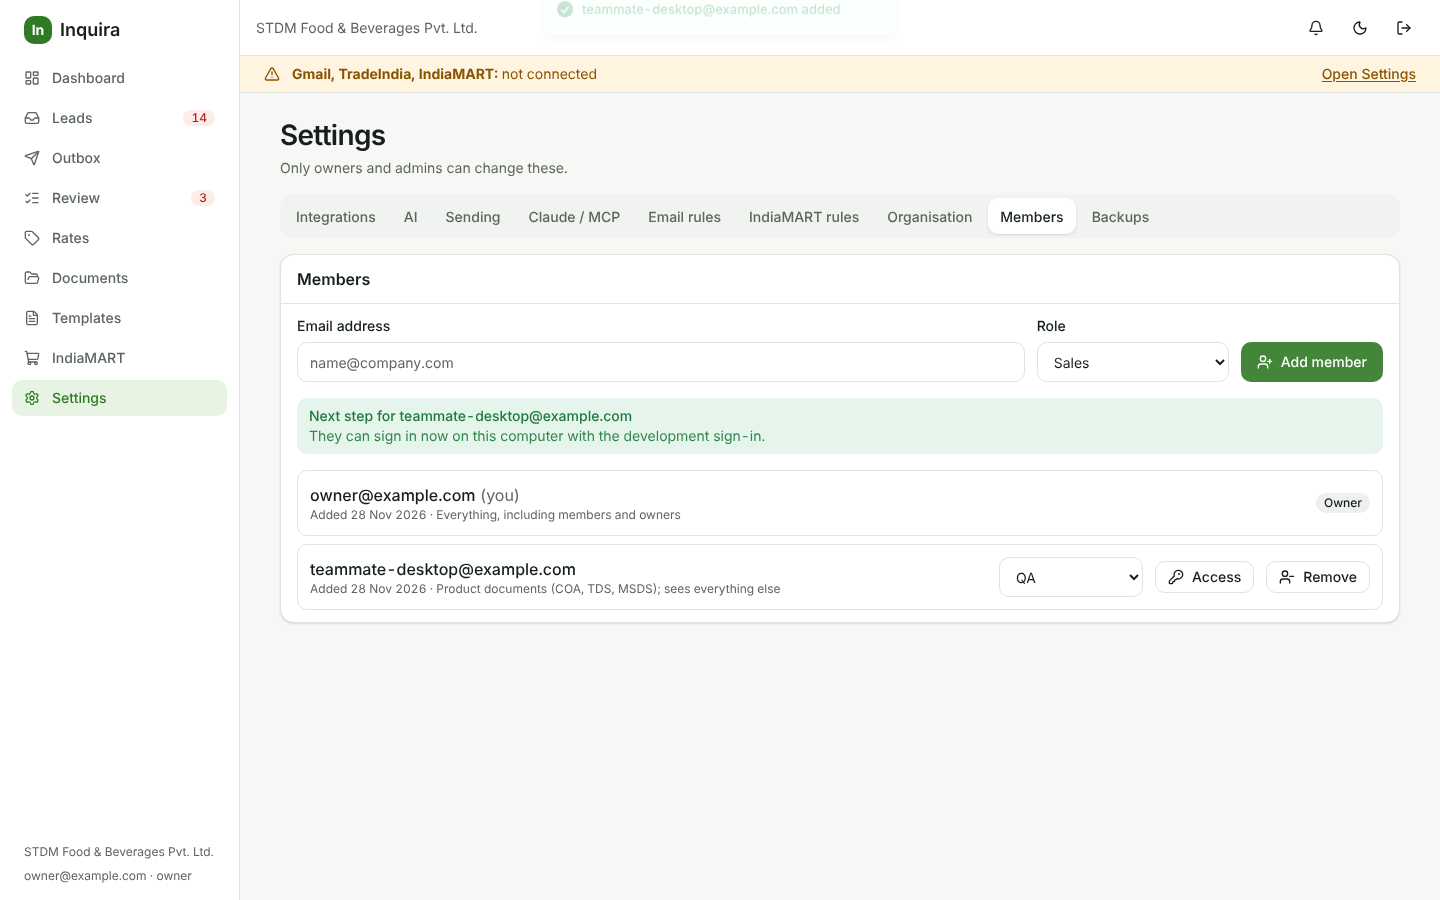 In Inquira
STDM Food & Beverages Pvt. Ltd.
teammate-desktop@example.com added
Gmail, TradeIndia, IndiaMART: not connected
Open Settings
Dashboard
Leads 14
Outbox
Review 3
Rates
Documents
Templates
IndiaMART
Settings
STDM Food & Beverages Pvt. Ltd.
owner@example.com · owner
Settings
Only owners and admins can change these.
Integrations AI Sending Claude / MCP Email rules IndiaMART rules Organisation Members Backups
Members
Email address Role
name@company.com Sales Add member
Next step for teammate-desktop@example.com
They can sign in now on this computer with the development sign-in.
owner@example.com (you)
Added 28 Nov 2026 · Everything, including members and owners
Owner
teammate-desktop@example.com
Added 28 Nov 2026 · Product documents (COA, TDS, MSDS); sees everything else
QA Access Remove